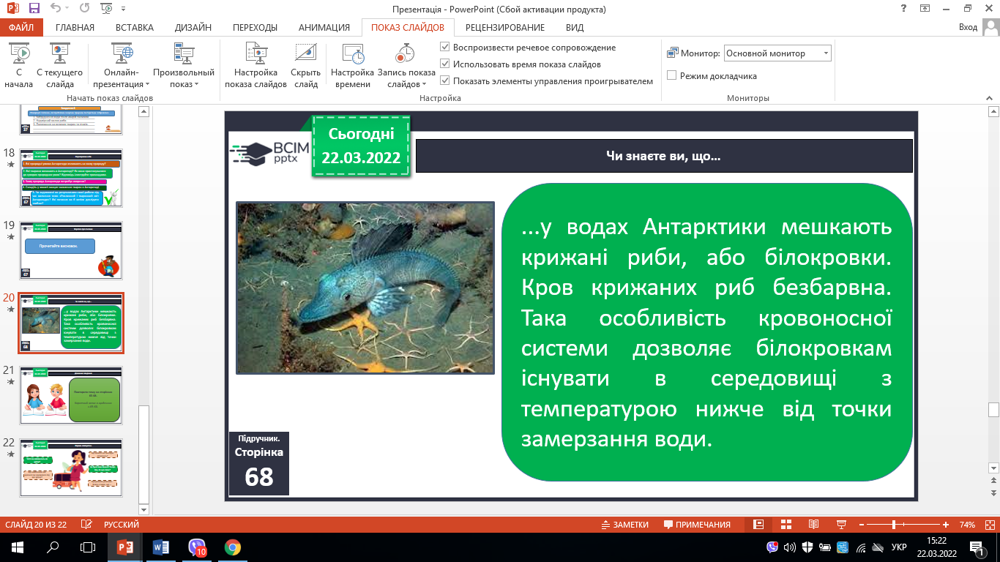 Презентація - PowerPoint (Сбой активации продукта)
ФАЙЛ ГЛАВНАЯ ВСТАВКА ДИЗАЙН ПЕРЕХОДЫ АНИМАЦИЯ ПОКАЗ СЛАЙДОВ РЕЦЕНЗИРОВАНИЕ ВИД Вход
С начала
С текущего слайда
Онлайн-презентация
Произвольный показ
Начать показ слайдов
Настройка показа слайдов
Скрыть слайд
Настройка времени
Запись показа слайдов
Воспроизвести речевое сопровождение
Использовать время показа слайдов
Показать элементы управления проигрывателем
Настройка
Монитор: Основной монитор
Режим докладчика
Мониторы
18
19
Прочитайте висновок.
20
21
22
Сьогодні
22.03.2022
ВСІМ
pptx
Чи знаєте ви, що...
...у водах Антарктики мешкають
крижані риби, або білокровки.
Кров крижаних риб безбарвна.
Така особливість кровоносної
системи дозволяє білокровкам
існувати в середовищі з
температурою нижче від точки
замерзання води.
Підручник.
Сторінка
68
СЛАЙД 20 ИЗ 22 РУССКИЙ ЗАМЕТКИ ПРИМЕЧАНИЯ 74%
10
УКР
15:22
22.03.2022
1